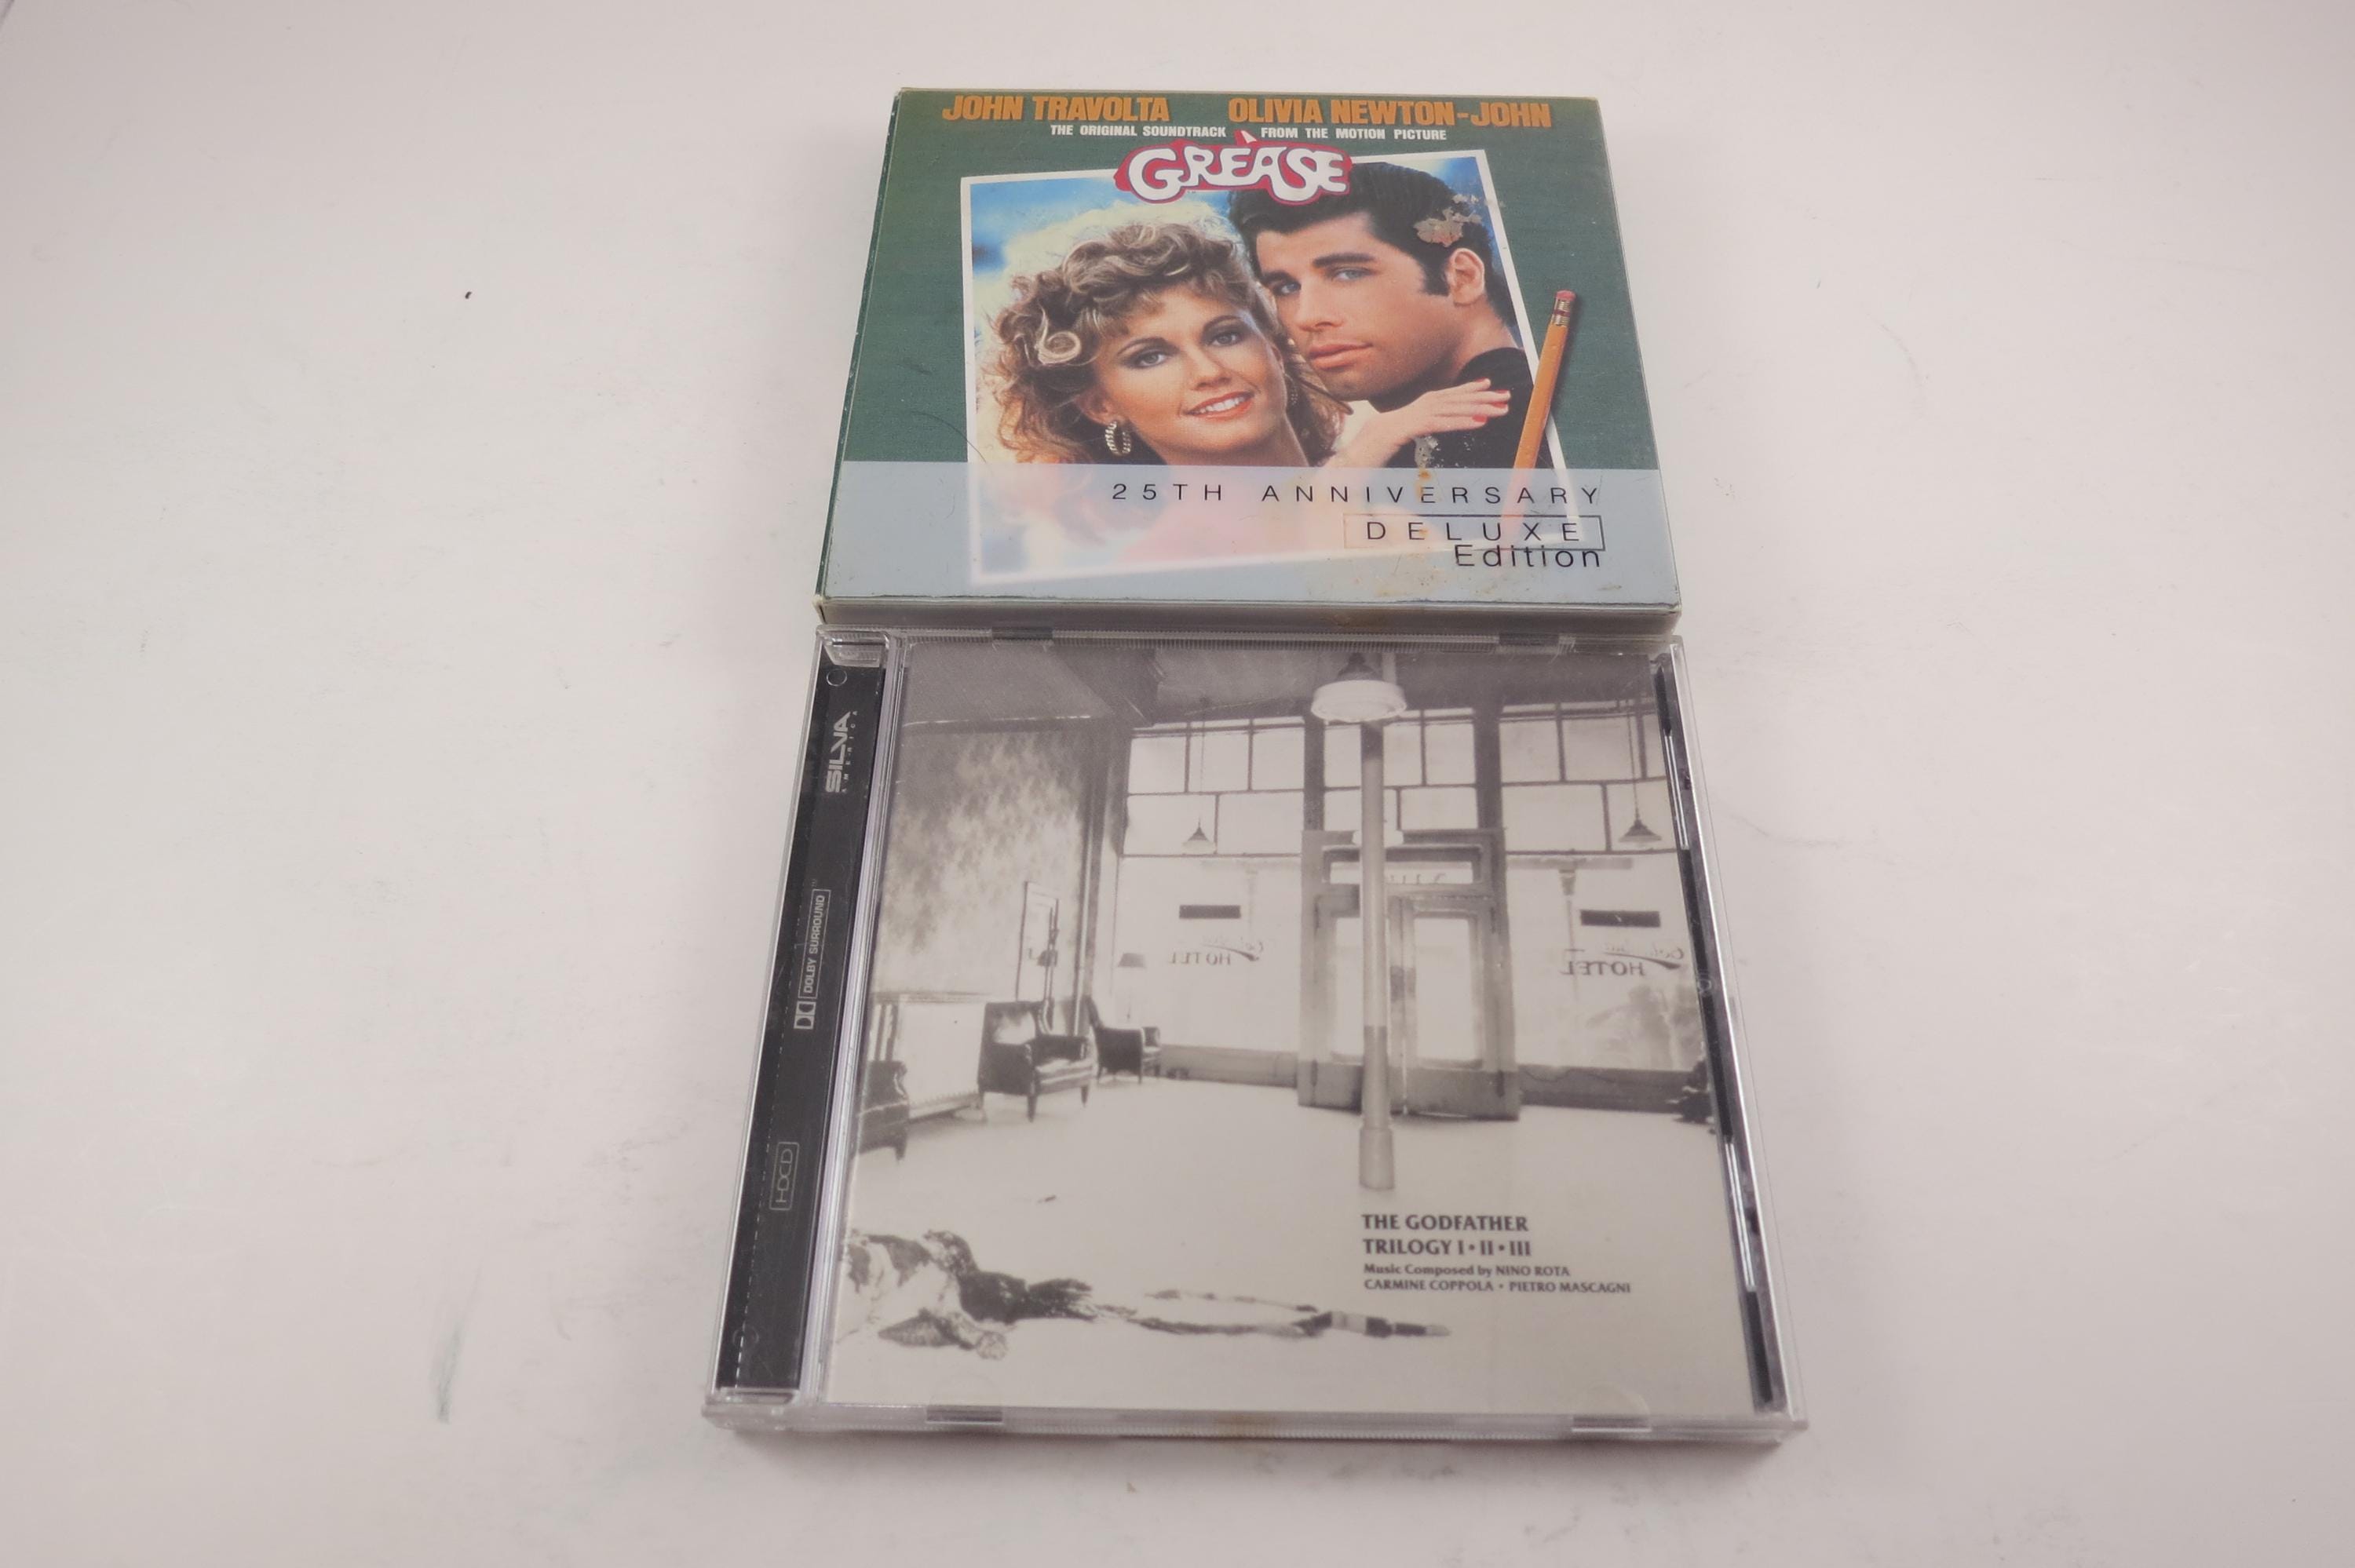 JOHN TRAVOLTA OLIVIA NEWTON-JOHN
THE ORIGINAL SOUNDTRACK FROM THE MOTION PICTURE
GREASE
25TH ANNIVERSARY
DELUXE
Edition
SILVA
AMERICA
DOLBY SURROUND
HDCD
HOTEL
HOTEL
THE GODFATHER
TRILOGY I • II • III
Music Composed by NINO ROTA
CARMINE COPPOLA • PIETRO MASCAGNI